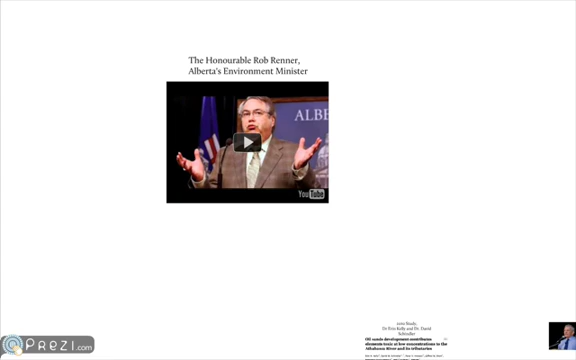 The Honourable Rob Renner,
Alberta's Environment Minister
ALBE
YouTube
2010 Study,
Dr Erin Kelly and Dr. David
Schindler
Oil sands development contributes
elements toxic at low concentrations to the
Athabasca River and its tributaries
PREZI.com